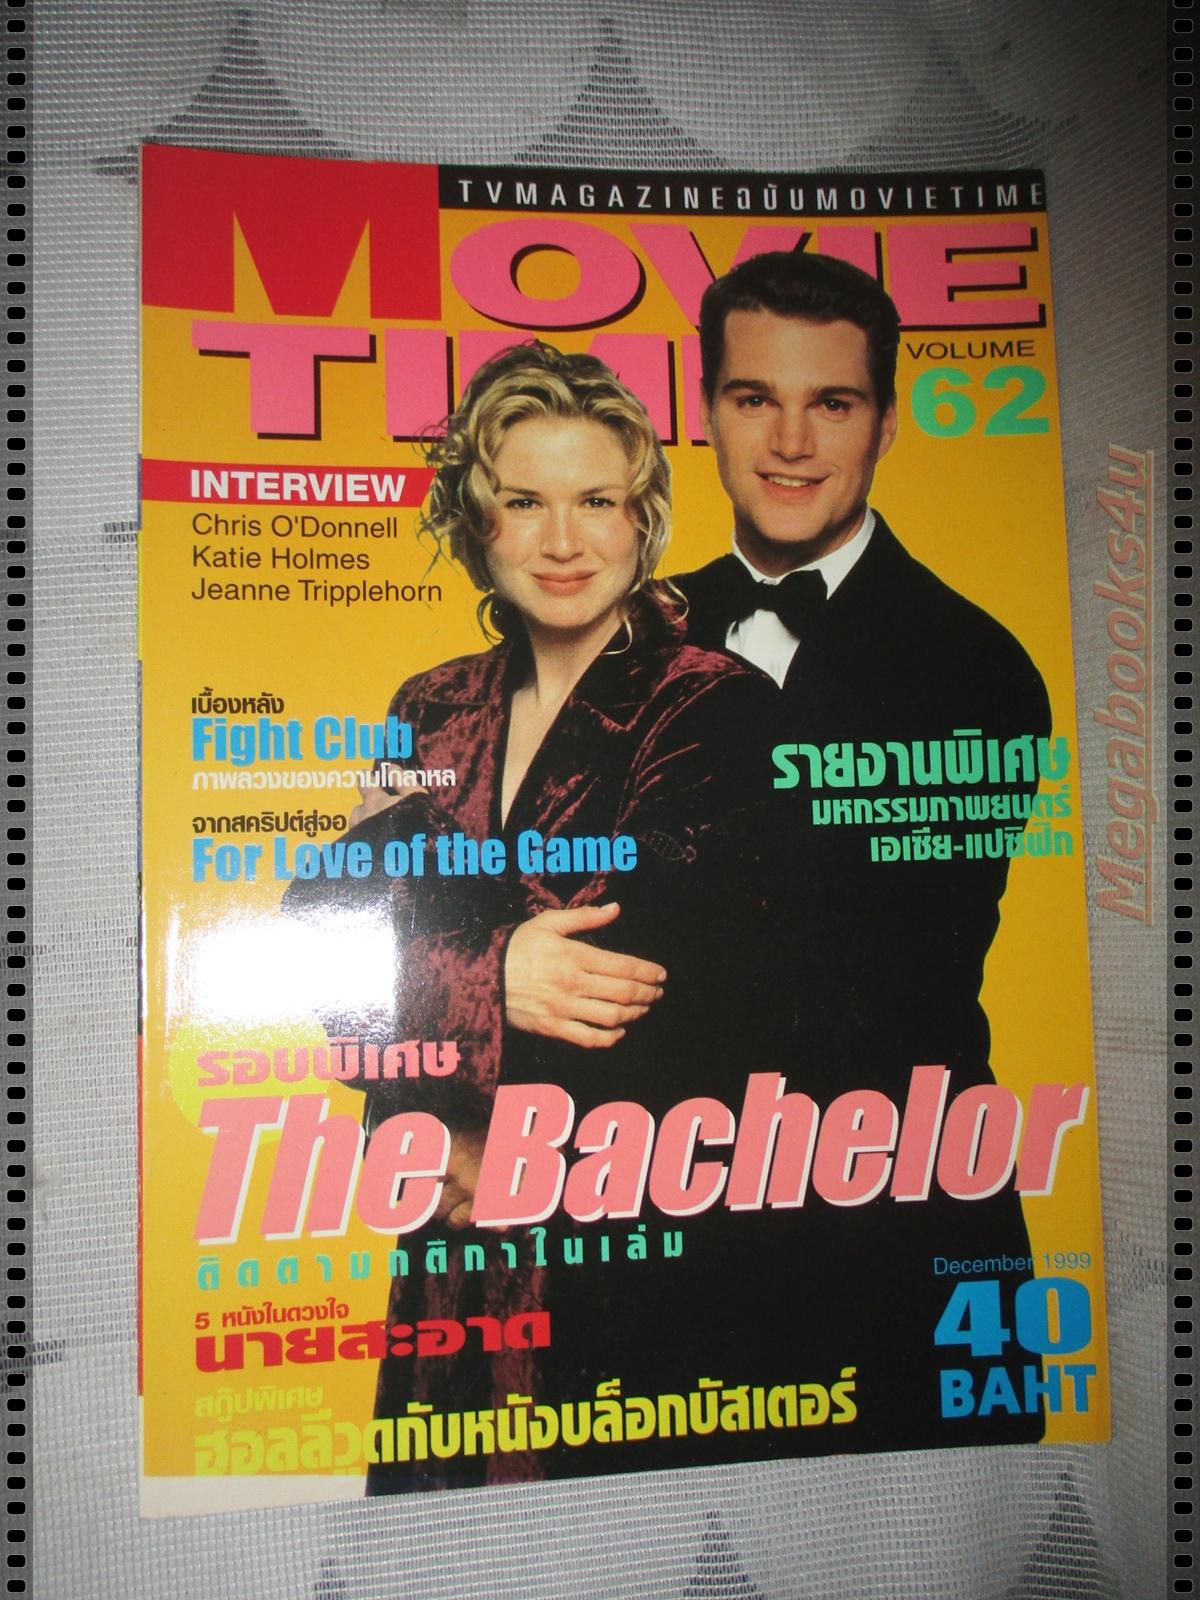 TVMAGAZINEฉบับMOVIETIME
MOVIE
TIME
VOLUME
62
INTERVIEW
Chris O'Donnell
Katie Holmes
Jeanne Tripplehorn
เบื้องหลัง
Fight Club
ภาพลวงของความโกลาหล
จากสคริปต์สู่จอ
For Love of the Game
รายงานพิเศษ
มหกรรมภาพยนตร์
เอเซีย-แปซิฟิก
รอบพิเศษ
The Bachelor
ติดตามกติกาในเล่ม
December 1999
40
BAHT
5 หนังในดวงใจ
นายสะอาด
สกู๊ปพิเศษ
ฮอลลีวูดกับหนังบล็อกบัสเตอร์
Megabooks4u